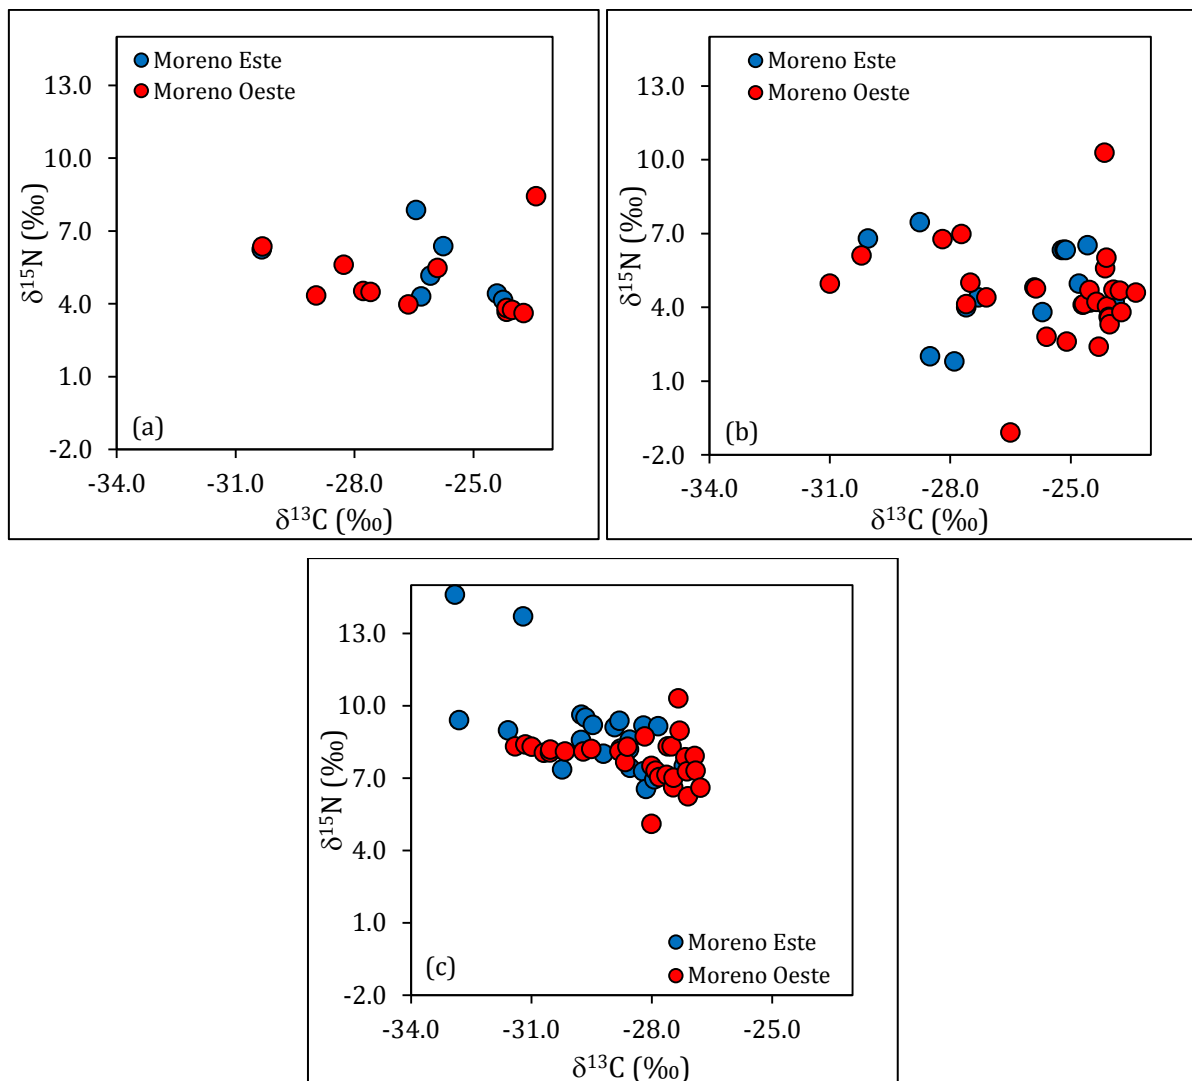 Moreno Este
Moreno Oeste
13.0
10.0
7.0
4.0
1.0
-2.0
δ15N (‰)
(a)
-34.0 -31.0 -28.0 -25.0
δ13C (‰)
Moreno Este
Moreno Oeste
13.0
10.0
7.0
4.0
1.0
-2.0
δ15N (‰)
(b)
-34.0 -31.0 -28.0 -25.0
δ13C (‰)
13.0
10.0
7.0
4.0
1.0
-2.0
δ15N (‰)
Moreno Este
Moreno Oeste
(c)
-34.0 -31.0 -28.0 -25.0
δ13C (‰)